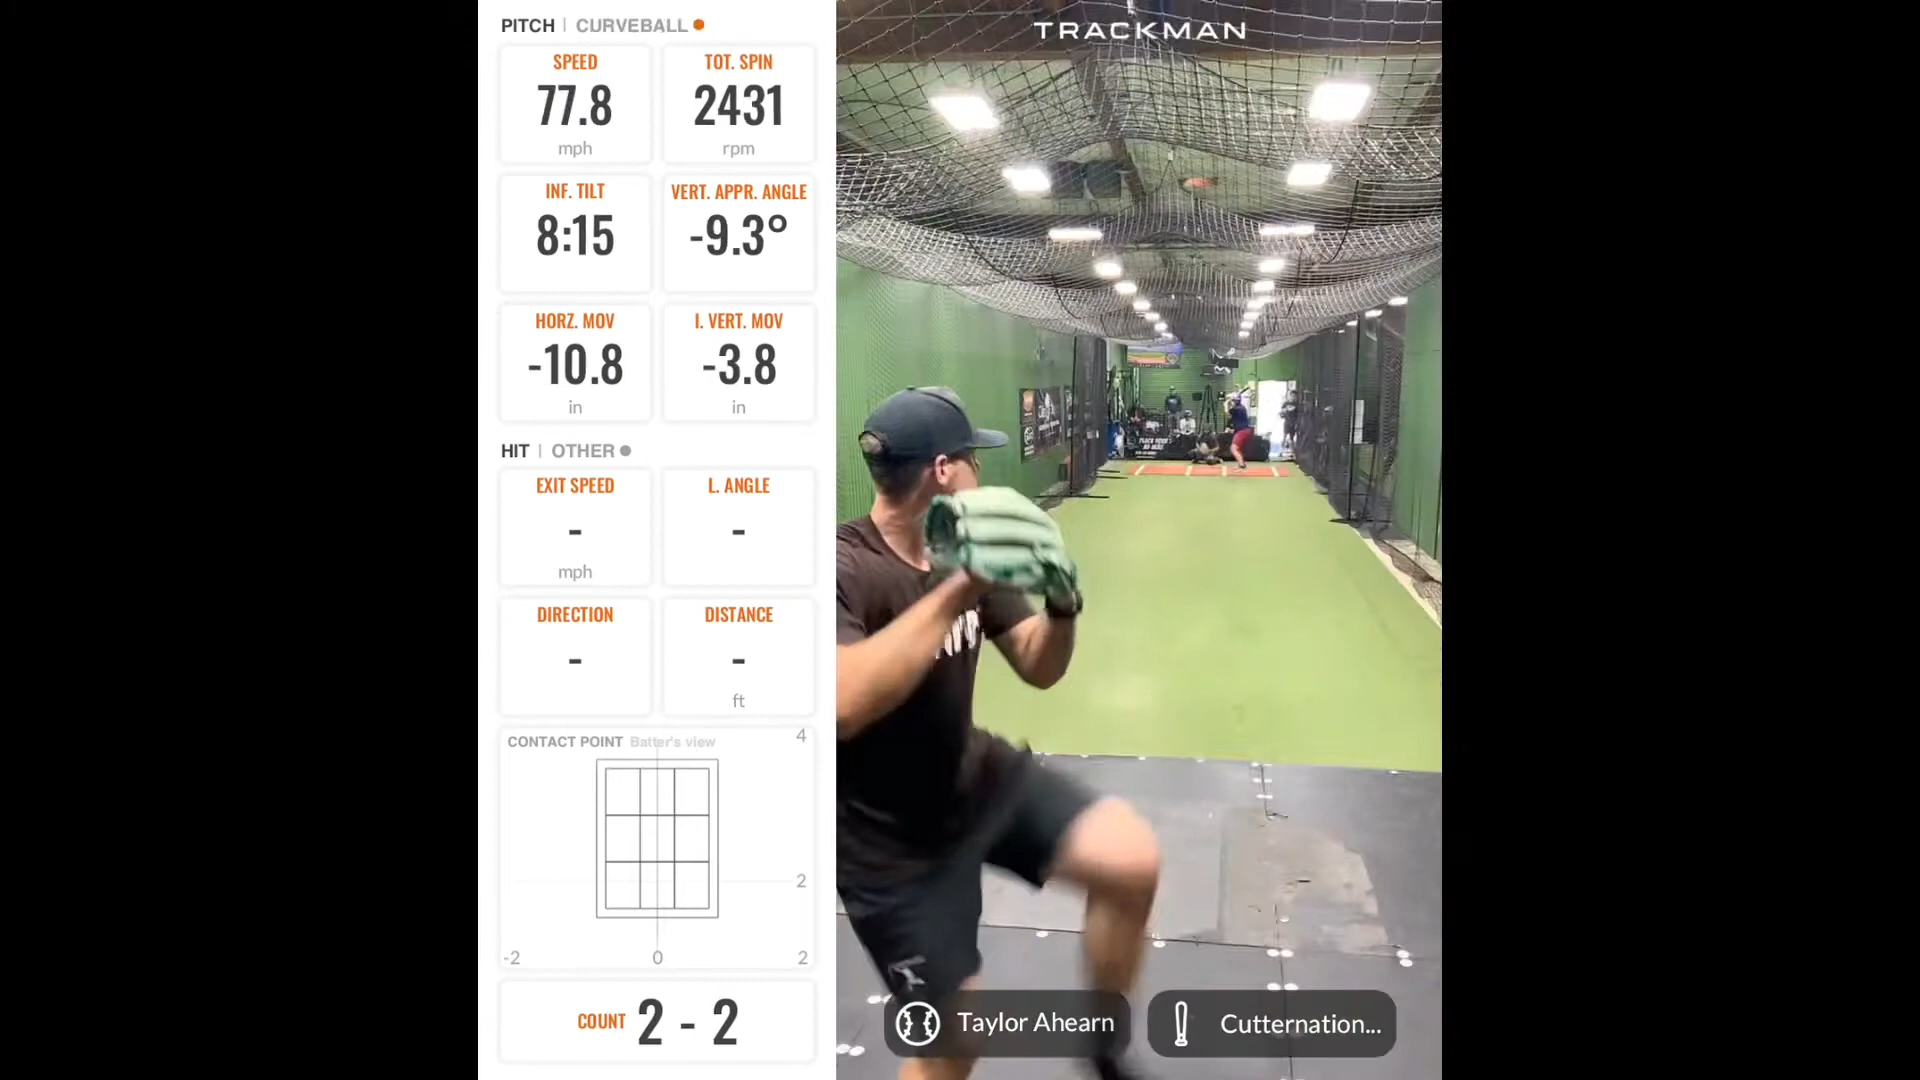 PITCH | CURVEBALL
SPEED
77.8
mph
TOT. SPIN
2431
rpm
INF. TILT
8:15
VERT. APPR. ANGLE
-9.3°
HORZ. MOV
-10.8
in
I. VERT. MOV
-3.8
in
HIT | OTHER
EXIT SPEED
-
mph
L. ANGLE
-
DIRECTION
-
DISTANCE
-
ft
CONTACT POINT Batter's view
4
2
-2 0 2
COUNT 2 - 2
TRACKMAN
Taylor Ahearn
Cutternation...